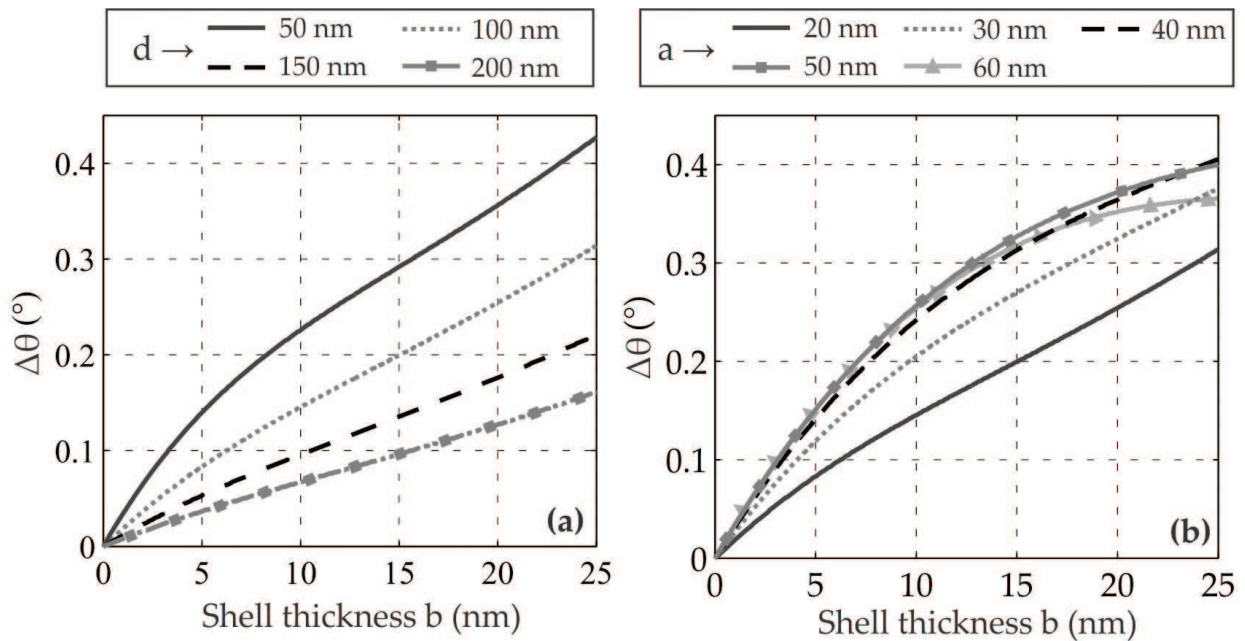 d → 50 nm 100 nm
150 nm 200 nm
a → 20 nm 30 nm 40 nm
50 nm 60 nm
0.4
0.3
0.2
0.1
0
Δθ (°)
0 5 10 15 20 25
Shell thickness b (nm)
(a)
0.4
0.3
0.2
0.1
0
Δθ (°)
0 5 10 15 20 25
Shell thickness b (nm)
(b)